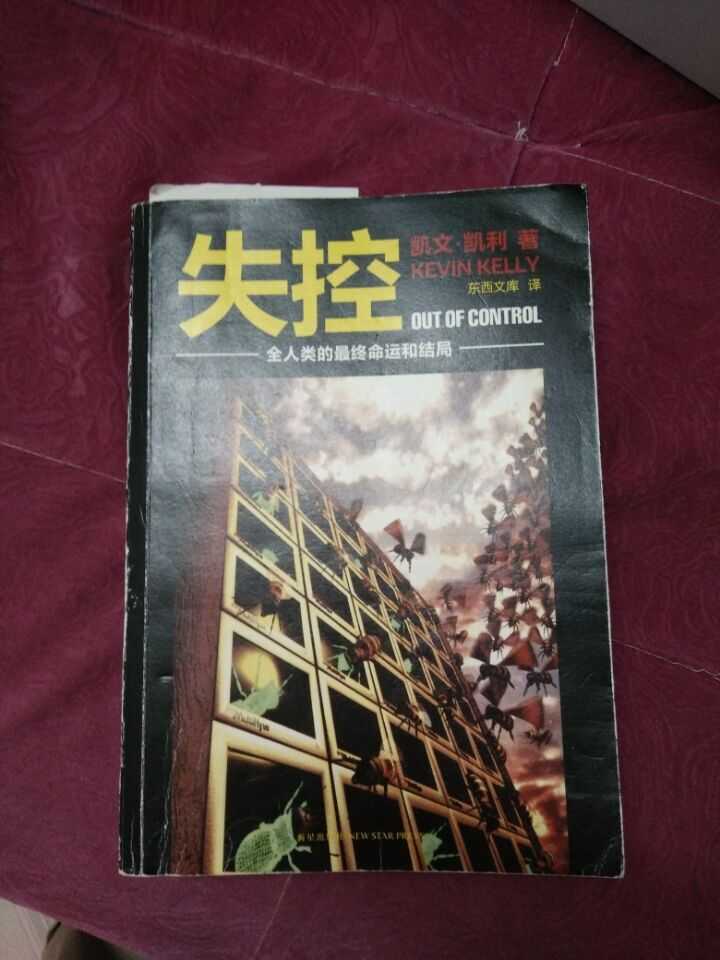 失控
凯文·凯利 著
KEVIN KELLY
东西文库 译
OUT OF CONTROL
全人类的最终命运和结局
NEW STAR PRESS